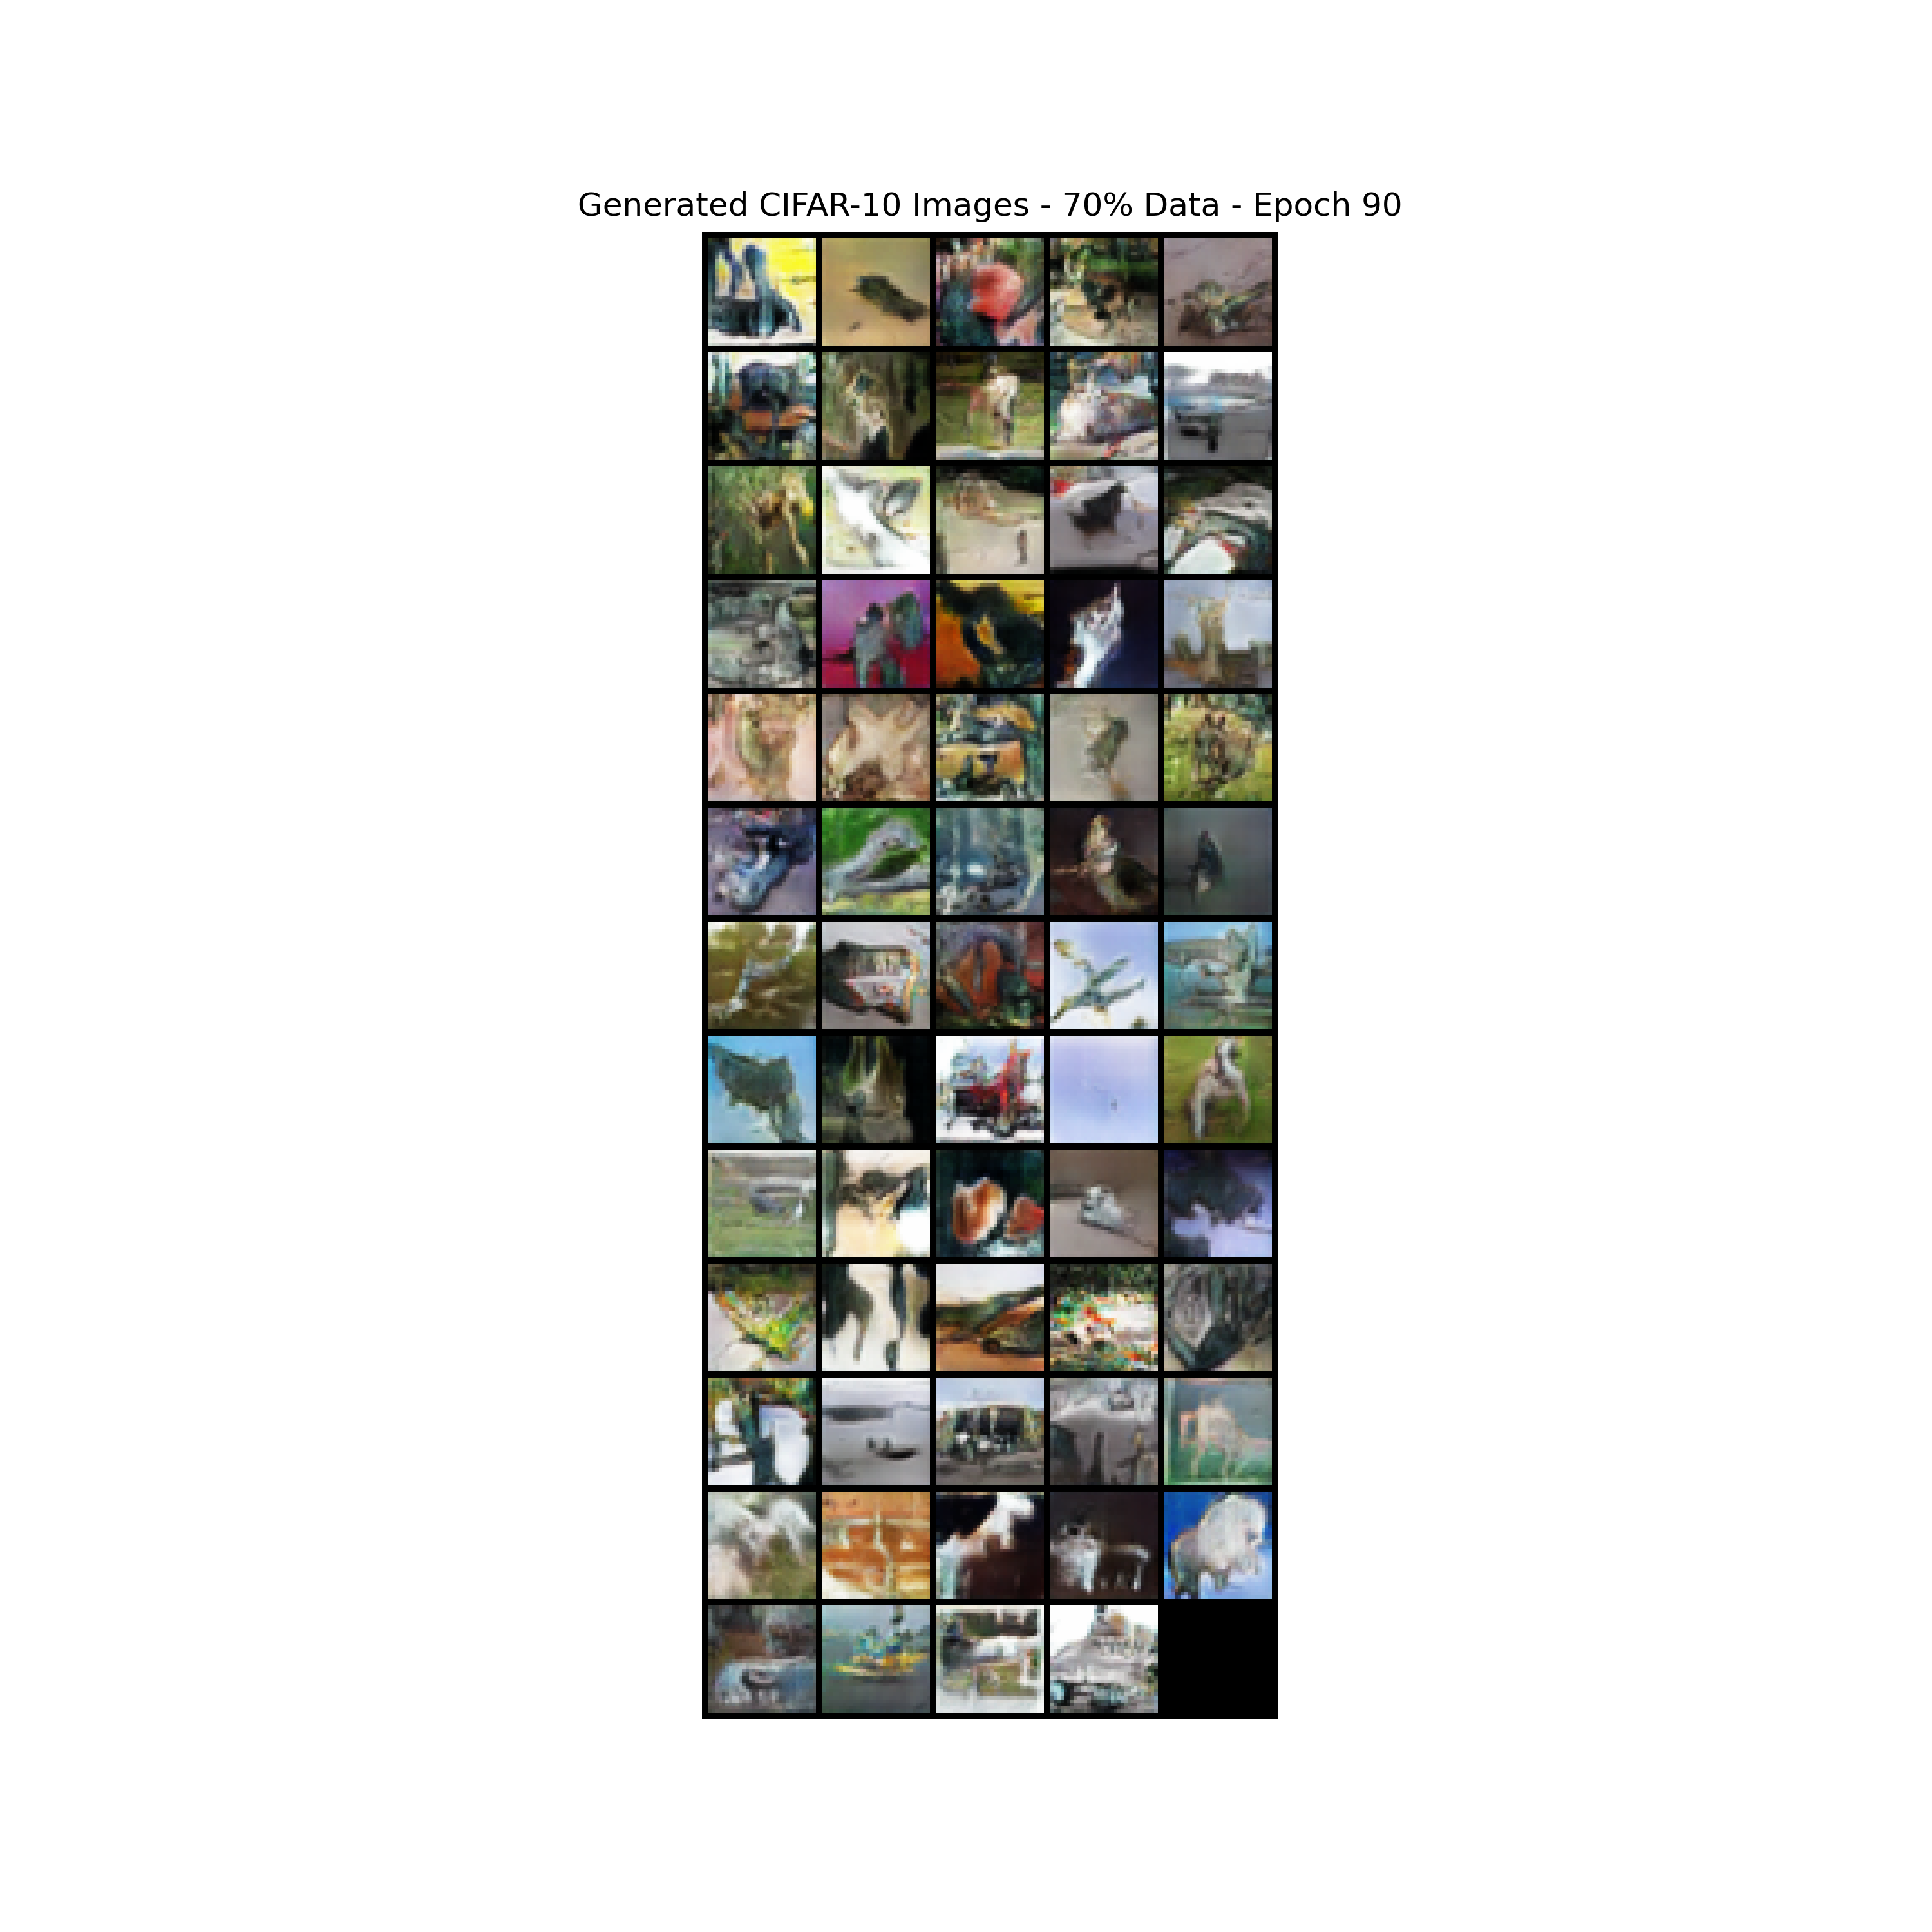 Generated CIFAR-10 Images - 70% Data - Epoch 90